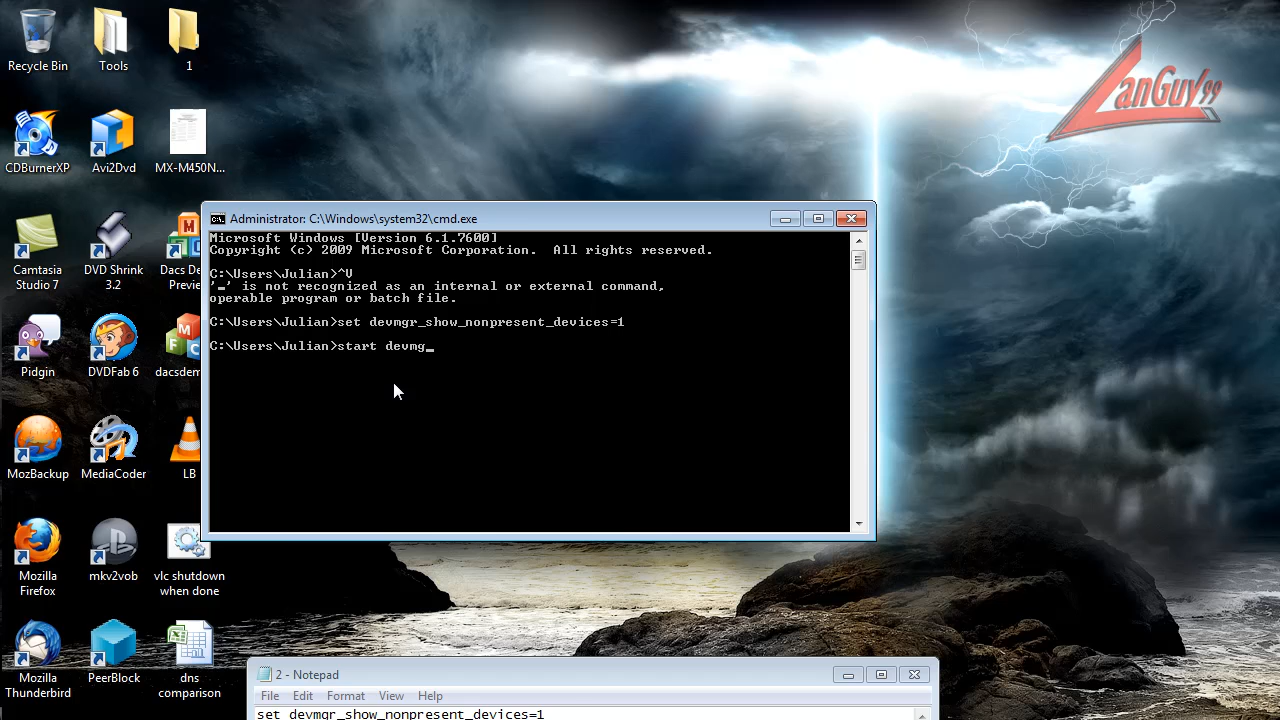 Recycle Bin
Tools
1
LanGuy99
CDBurnerXP
Avi2Dvd
MX-M450N...
Camtasia
Studio 7
DVD Shrink
3.2
Dacs De
Previe
Pidgin
DVDFab 6
dacsdem
MozBackup
MediaCoder
LB
Mozilla
Firefox
mkv2vob
vlc shutdown
when done
Mozilla
Thunderbird
PeerBlock
dns
comparison
Administrator: C:\Windows\system32\cmd.exe
Microsoft Windows [Version 6.1.7600]
Copyright <c> 2009 Microsoft Corporation.  All rights reserved.
C:\Users\Julian>^V
'▬' is not recognized as an internal or external command,
operable program or batch file.
C:\Users\Julian>set devmgr_show_nonpresent_devices=1
C:\Users\Julian>start devmg_
2 - Notepad
File Edit Format View Help
set devmgr_show_nonpresent_devices=1